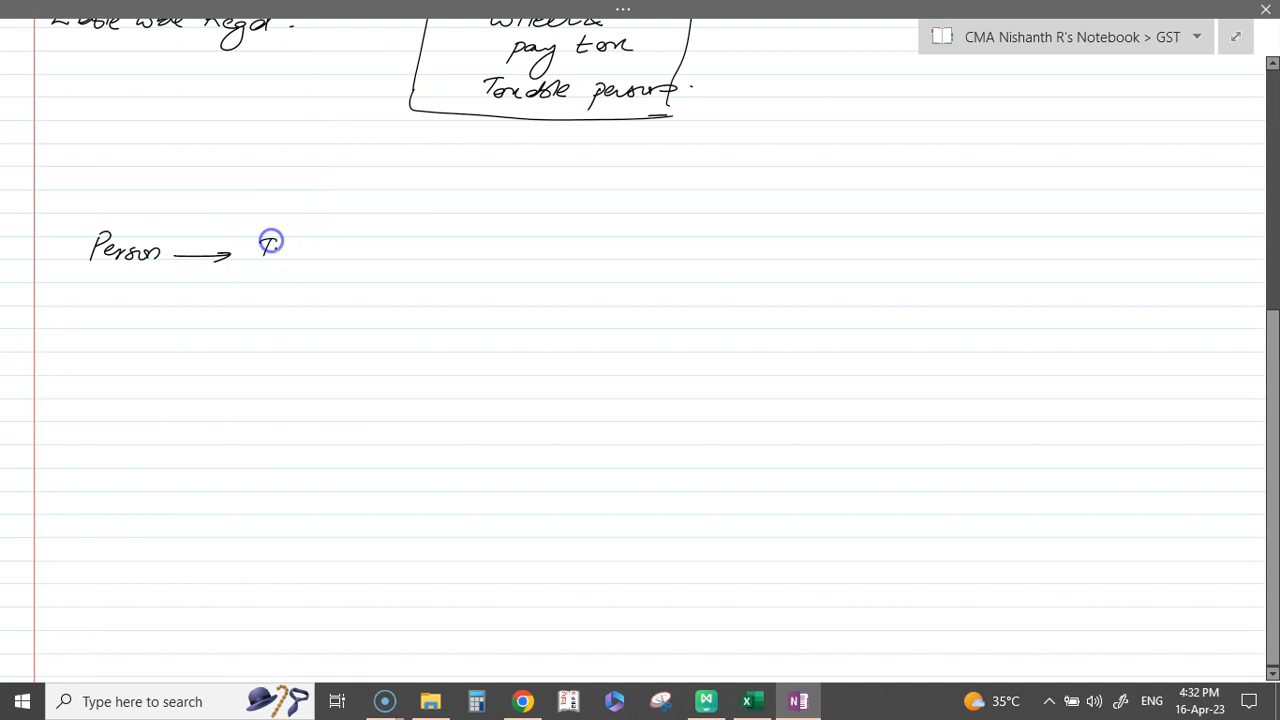 CMA Nishanth R's Notebook > GST
pay tax
Taxable person.
Person → T
Type here to search
35°C
ENG
4:32 PM
16-Apr-23